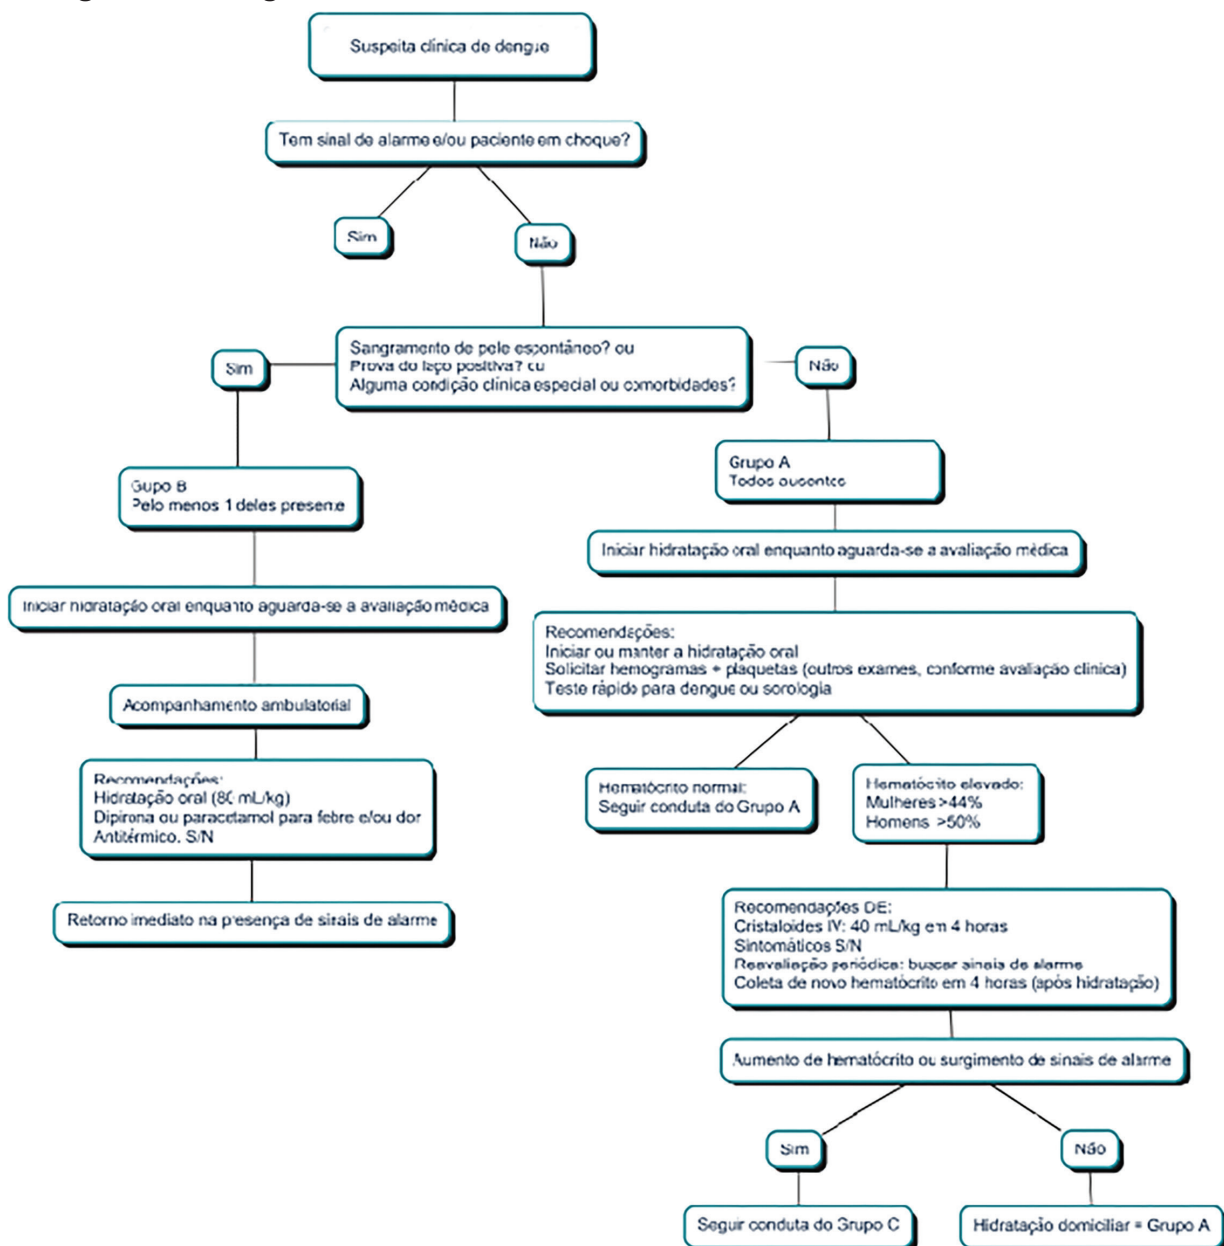 Suspeita clínica de dengue
Tem sinal de alarme e/ou paciente em choque?
Sim
Não
Sangramento de pele espontâneo? ou
Prova do laço positiva? ou
Alguma condição clínica especial ou comorbidades?
Sim
Não
Gupo B
Pelo menos 1 deles presente
Grupo A
Todos ausentes
Iniciar hidratação oral enquanto aguarda-se a avaliação médica
Iniciar hidratação oral enquanto aguarda-se a avaliação médica
Acompanhamento ambulatorial
Recomendações:
Iniciar ou manter a hidratação oral
Solicitar hemogramas + plaquetas (outros exames, conforme avaliação clínica)
Teste rápido para dengue ou sorologia
Recomendações:
Hidratação oral (80 mL/kg)
Dipirona ou paracetamol para febre e/ou dor
Antitérmico. S/N
Retorno imediato na presença de sinais de alarme
Hematócrito normal:
Seguir conduta do Grupo A
Hematócrito elevado:
Mulheres >44%
Homens >50%
Recomendações DE:
Cristaloides IV: 40 mL/kg em 4 horas
Sintomáticos S/N
Reavaliação periódica: buscar sinais de alarme
Coleta de novo hematócrito em 4 horas (após hidratação)
Aumento de hematócrito ou surgimento de sinais de alarme
Sim
Não
Seguir conduta do Grupo C
Hidratação domiciliar = Grupo A